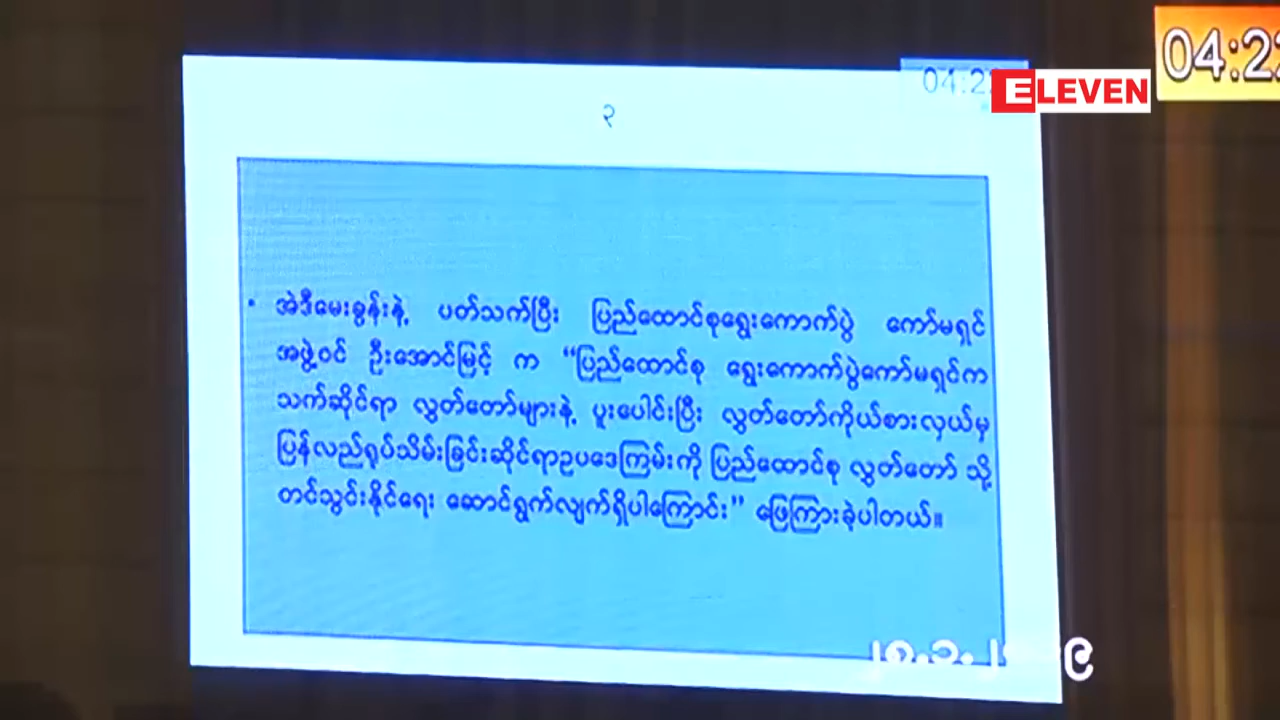 04:22
04:22
ELEVEN
၃
• အဲဒီမေးခွန်းနဲ့ ပတ်သက်ပြီး ပြည်ထောင်စုရွေးကောက်ပွဲ ကော်မရှင်
အဖွဲ့ဝင် ဦးအောင်မြင့် က “ပြည်ထောင်စု ရွေးကောက်ပွဲကော်မရှင်က
သက်ဆိုင်ရာ လွှတ်တော်များနဲ့ ပူးပေါင်းပြီး လွှတ်တော်ကိုယ်စားလှယ်မှ
ပြန်လည်ရုပ်သိမ်းခြင်းဆိုင်ရာဥပဒေကြမ်းကို ပြည်ထောင်စု လွှတ်တော် သို့
တင်သွင်းနိုင်ရေး ဆောင်ရွက်လျက်ရှိပါကြောင်း” ဖြေကြားခဲ့ပါတယ်။